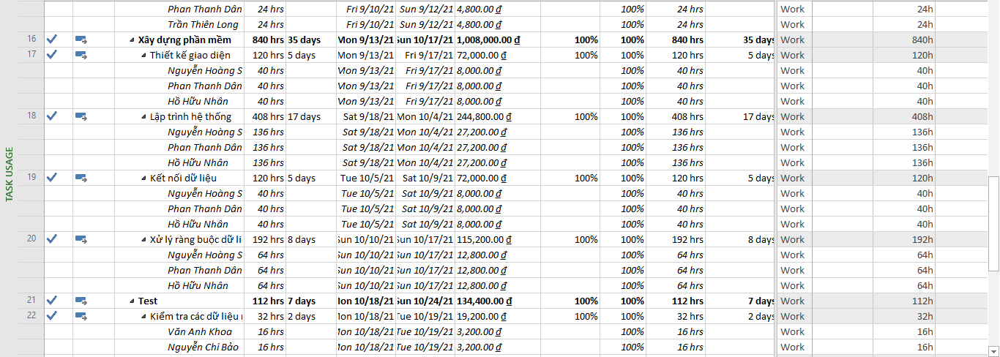 TASK USAGE
Phan Thanh Dân 24 hrs Fri 9/10/21 Sun 9/12/21 4,800.00 ₫ 100% 24 hrs Work 24h
Trần Thiên Long 24 hrs Fri 9/10/21 Sun 9/12/21 4,800.00 ₫ 100% 24 hrs Work 24h
16 Xây dựng phần mềm 840 hrs 35 days Mon 9/13/21 Sun 10/17/21 1,008,000.00 ₫ 100% 100% 840 hrs 35 days Work 840h
17 Thiết kế giao diện 120 hrs 5 days Mon 9/13/21 Fri 9/17/21 72,000.00 ₫ 100% 100% 120 hrs 5 days Work 120h
Nguyễn Hoàng S 40 hrs Mon 9/13/21 Fri 9/17/21 8,000.00 ₫ 100% 40 hrs Work 40h
Phan Thanh Dân 40 hrs Mon 9/13/21 Fri 9/17/21 8,000.00 ₫ 100% 40 hrs Work 40h
Hồ Hữu Nhân 40 hrs Mon 9/13/21 Fri 9/17/21 8,000.00 ₫ 100% 40 hrs Work 40h
18 Lập trình hệ thống 408 hrs 17 days Sat 9/18/21 Mon 10/4/21 244,800.00 ₫ 100% 100% 408 hrs 17 days Work 408h
Nguyễn Hoàng S 136 hrs Sat 9/18/21 Mon 10/4/21 27,200.00 ₫ 100% 136 hrs Work 136h
Phan Thanh Dân 136 hrs Sat 9/18/21 Mon 10/4/21 27,200.00 ₫ 100% 136 hrs Work 136h
Hồ Hữu Nhân 136 hrs Sat 9/18/21 Mon 10/4/21 27,200.00 ₫ 100% 136 hrs Work 136h
19 Kết nối dữ liệu 120 hrs 5 days Tue 10/5/21 Sat 10/9/21 72,000.00 ₫ 100% 100% 120 hrs 5 days Work 120h
Nguyễn Hoàng S 40 hrs Tue 10/5/21 Sat 10/9/21 8,000.00 ₫ 100% 40 hrs Work 40h
Phan Thanh Dân 40 hrs Tue 10/5/21 Sat 10/9/21 8,000.00 ₫ 100% 40 hrs Work 40h
Hồ Hữu Nhân 40 hrs Tue 10/5/21 Sat 10/9/21 8,000.00 ₫ 100% 40 hrs Work 40h
20 Xử lý ràng buộc dữ li 192 hrs 8 days Sun 10/10/21 Sun 10/17/21 115,200.00 ₫ 100% 100% 192 hrs 8 days Work 192h
Nguyễn Hoàng S 64 hrs Sun 10/10/21 Sun 10/17/21 12,800.00 ₫ 100% 64 hrs Work 64h
Phan Thanh Dân 64 hrs Sun 10/10/21 Sun 10/17/21 12,800.00 ₫ 100% 64 hrs Work 64h
Hồ Hữu Nhân 64 hrs Sun 10/10/21 Sun 10/17/21 12,800.00 ₫ 100% 64 hrs Work 64h
21 Test 112 hrs 7 days Mon 10/18/21 Sun 10/24/21 134,400.00 ₫ 100% 100% 112 hrs 7 days Work 112h
22 Kiểm tra các dữ liệu 32 hrs 2 days Mon 10/18/21 Tue 10/19/21 19,200.00 ₫ 100% 100% 32 hrs 2 days Work 32h
Văn Anh Khoa 16 hrs Mon 10/18/21 Tue 10/19/21 3,200.00 ₫ 100% 16 hrs Work 16h
Nguyễn Chí Bảo 16 hrs Mon 10/18/21 Tue 10/19/21 3,200.00 ₫ 100% 16 hrs Work 16h